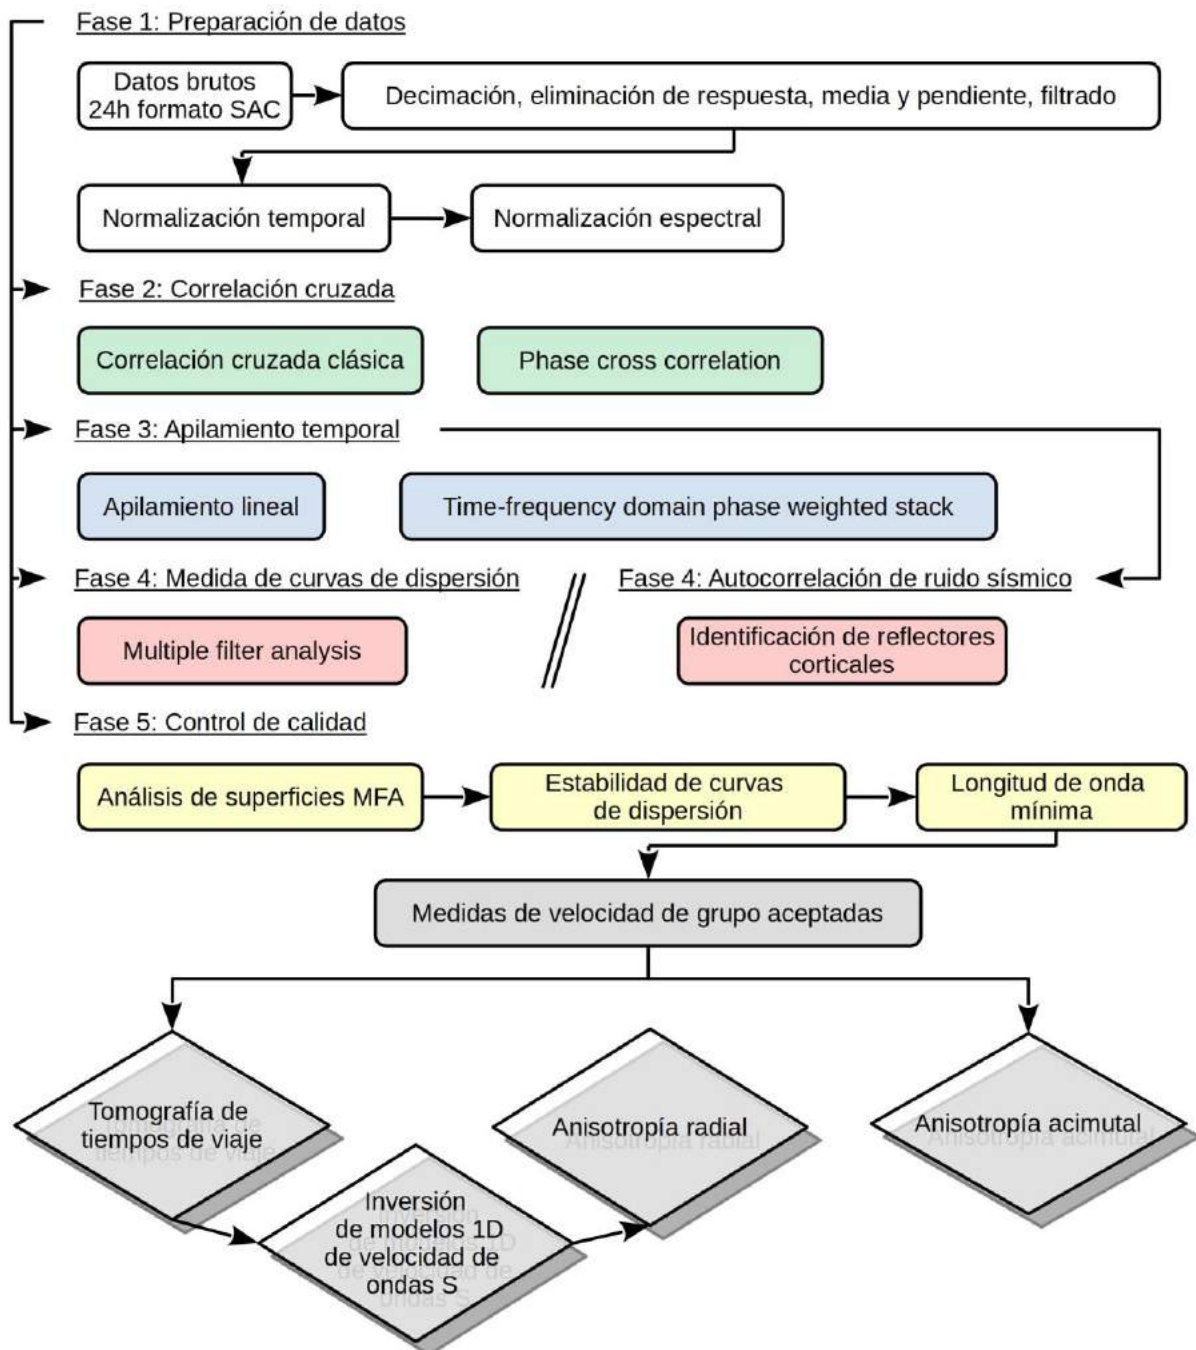 Fase 1: Preparación de datos
Datos brutos
24h formato SAC
Decimación, eliminación de respuesta, media y pendiente, filtrado
Normalización temporal
Normalización espectral
Fase 2: Correlación cruzada
Correlación cruzada clásica
Phase cross correlation
Fase 3: Apilamiento temporal
Apilamiento lineal
Time-frequency domain phase weighted stack
Fase 4: Medida de curvas de dispersión
Fase 4: Autocorrelación de ruido sísmico
Multiple filter analysis
Identificación de reflectores
corticales
Fase 5: Control de calidad
Análisis de superficies MFA
Estabilidad de curvas
de dispersión
Longitud de onda
mínima
Medidas de velocidad de grupo aceptadas
Tomografía de
tiempos de viaje
Anisotropía radial
Anisotropía acimutal
Inversión
de modelos 1D
de velocidad de
ondas S